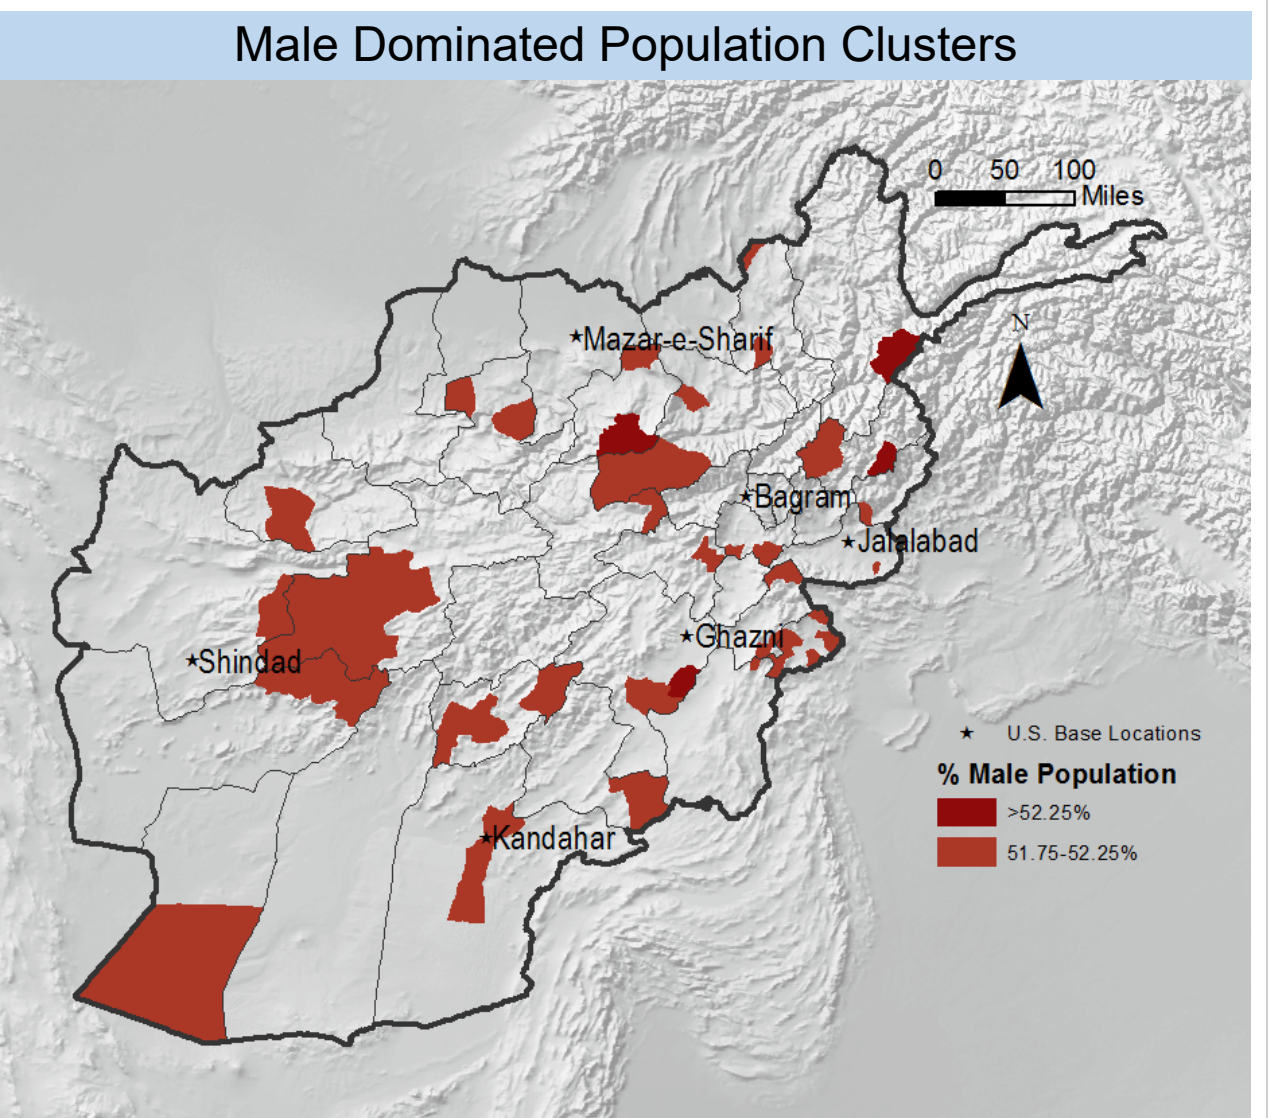 Male Dominated Population Clusters
0 50 100
Miles
N
Mazar-e-Sharif
Bagram
Jalalabad
Ghazni
Shindad
Kandahar
U.S. Base Locations
% Male Population
>52.25%
51.75-52.25%